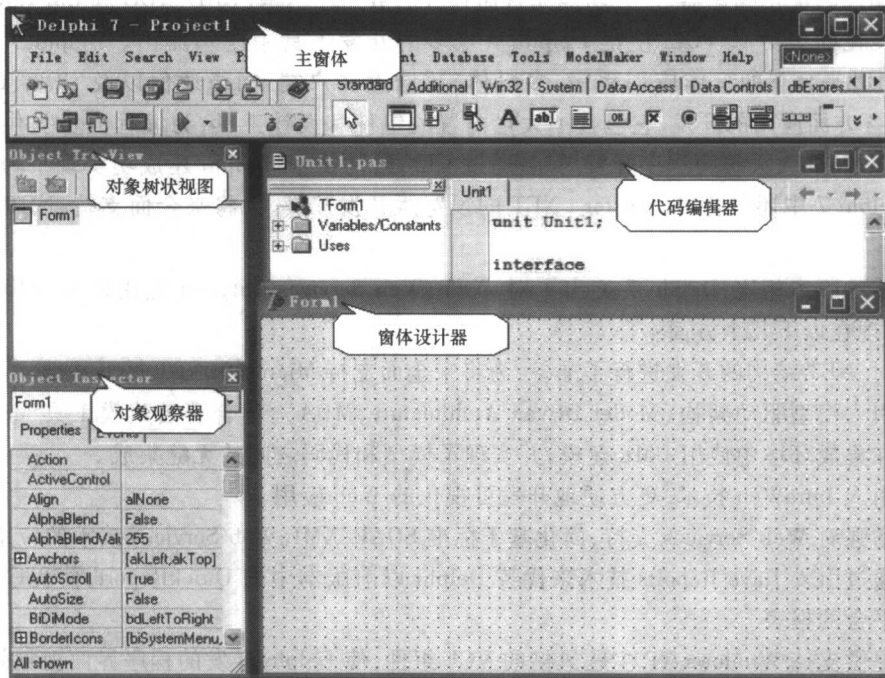 Delphi 7 - Project1
主窗体
File Edit Search View
Database Tools ModelMaker Window Help
<None>
Standard Additional Win32 System Data Access Data Controls dbExpres
Object TreeView
对象树状视图
Form1
Unit1.pas
代码编辑器
TForm1
Variables/Constants
Uses
Unit1
unit Unit1;
interface
Form1
窗体设计器
Object Inspector
Form1
对象观察器
Properties
Action
ActiveControl
Align alNone
AlphaBlend False
AlphaBlendValu 255
Anchors [akLeft,akTop]
AutoScroll True
AutoSize False
BiDiMode bdLeftToRight
BorderIcons [biSystemMenu,
All shown